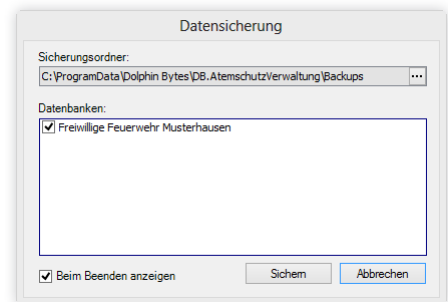 Datensicherung
Sicherungsordner:
C:\ProgramData\Dolphin Bytes\DB.AtemschutzVerwaltung\Backups ...
Datenbanken:
Freiwillige Feuerwehr Musterhausen
Beim Beenden anzeigen Sichern Abbrechen